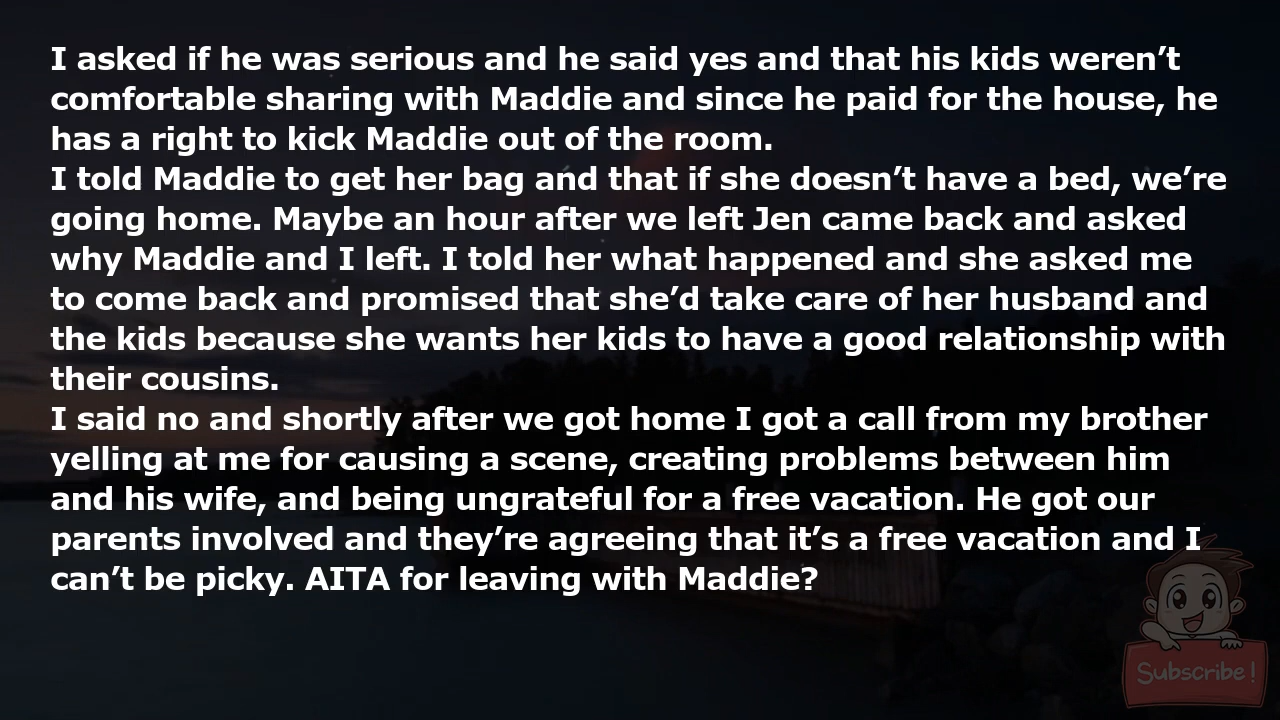 I asked if he was serious and he said yes and that his kids weren’t
comfortable sharing with Maddie and since he paid for the house, he
has a right to kick Maddie out of the room.
I told Maddie to get her bag and that if she doesn’t have a bed, we’re
going home. Maybe an hour after we left Jen came back and asked
why Maddie and I left. I told her what happened and she asked me
to come back and promised that she’d take care of her husband and
the kids because she wants her kids to have a good relationship with
their cousins.
I said no and shortly after we got home I got a call from my brother
yelling at me for causing a scene, creating problems between him
and his wife, and being ungrateful for a free vacation. He got our
parents involved and they’re agreeing that it’s a free vacation and I
can’t be picky. AITA for leaving with Maddie?
Subscribe!